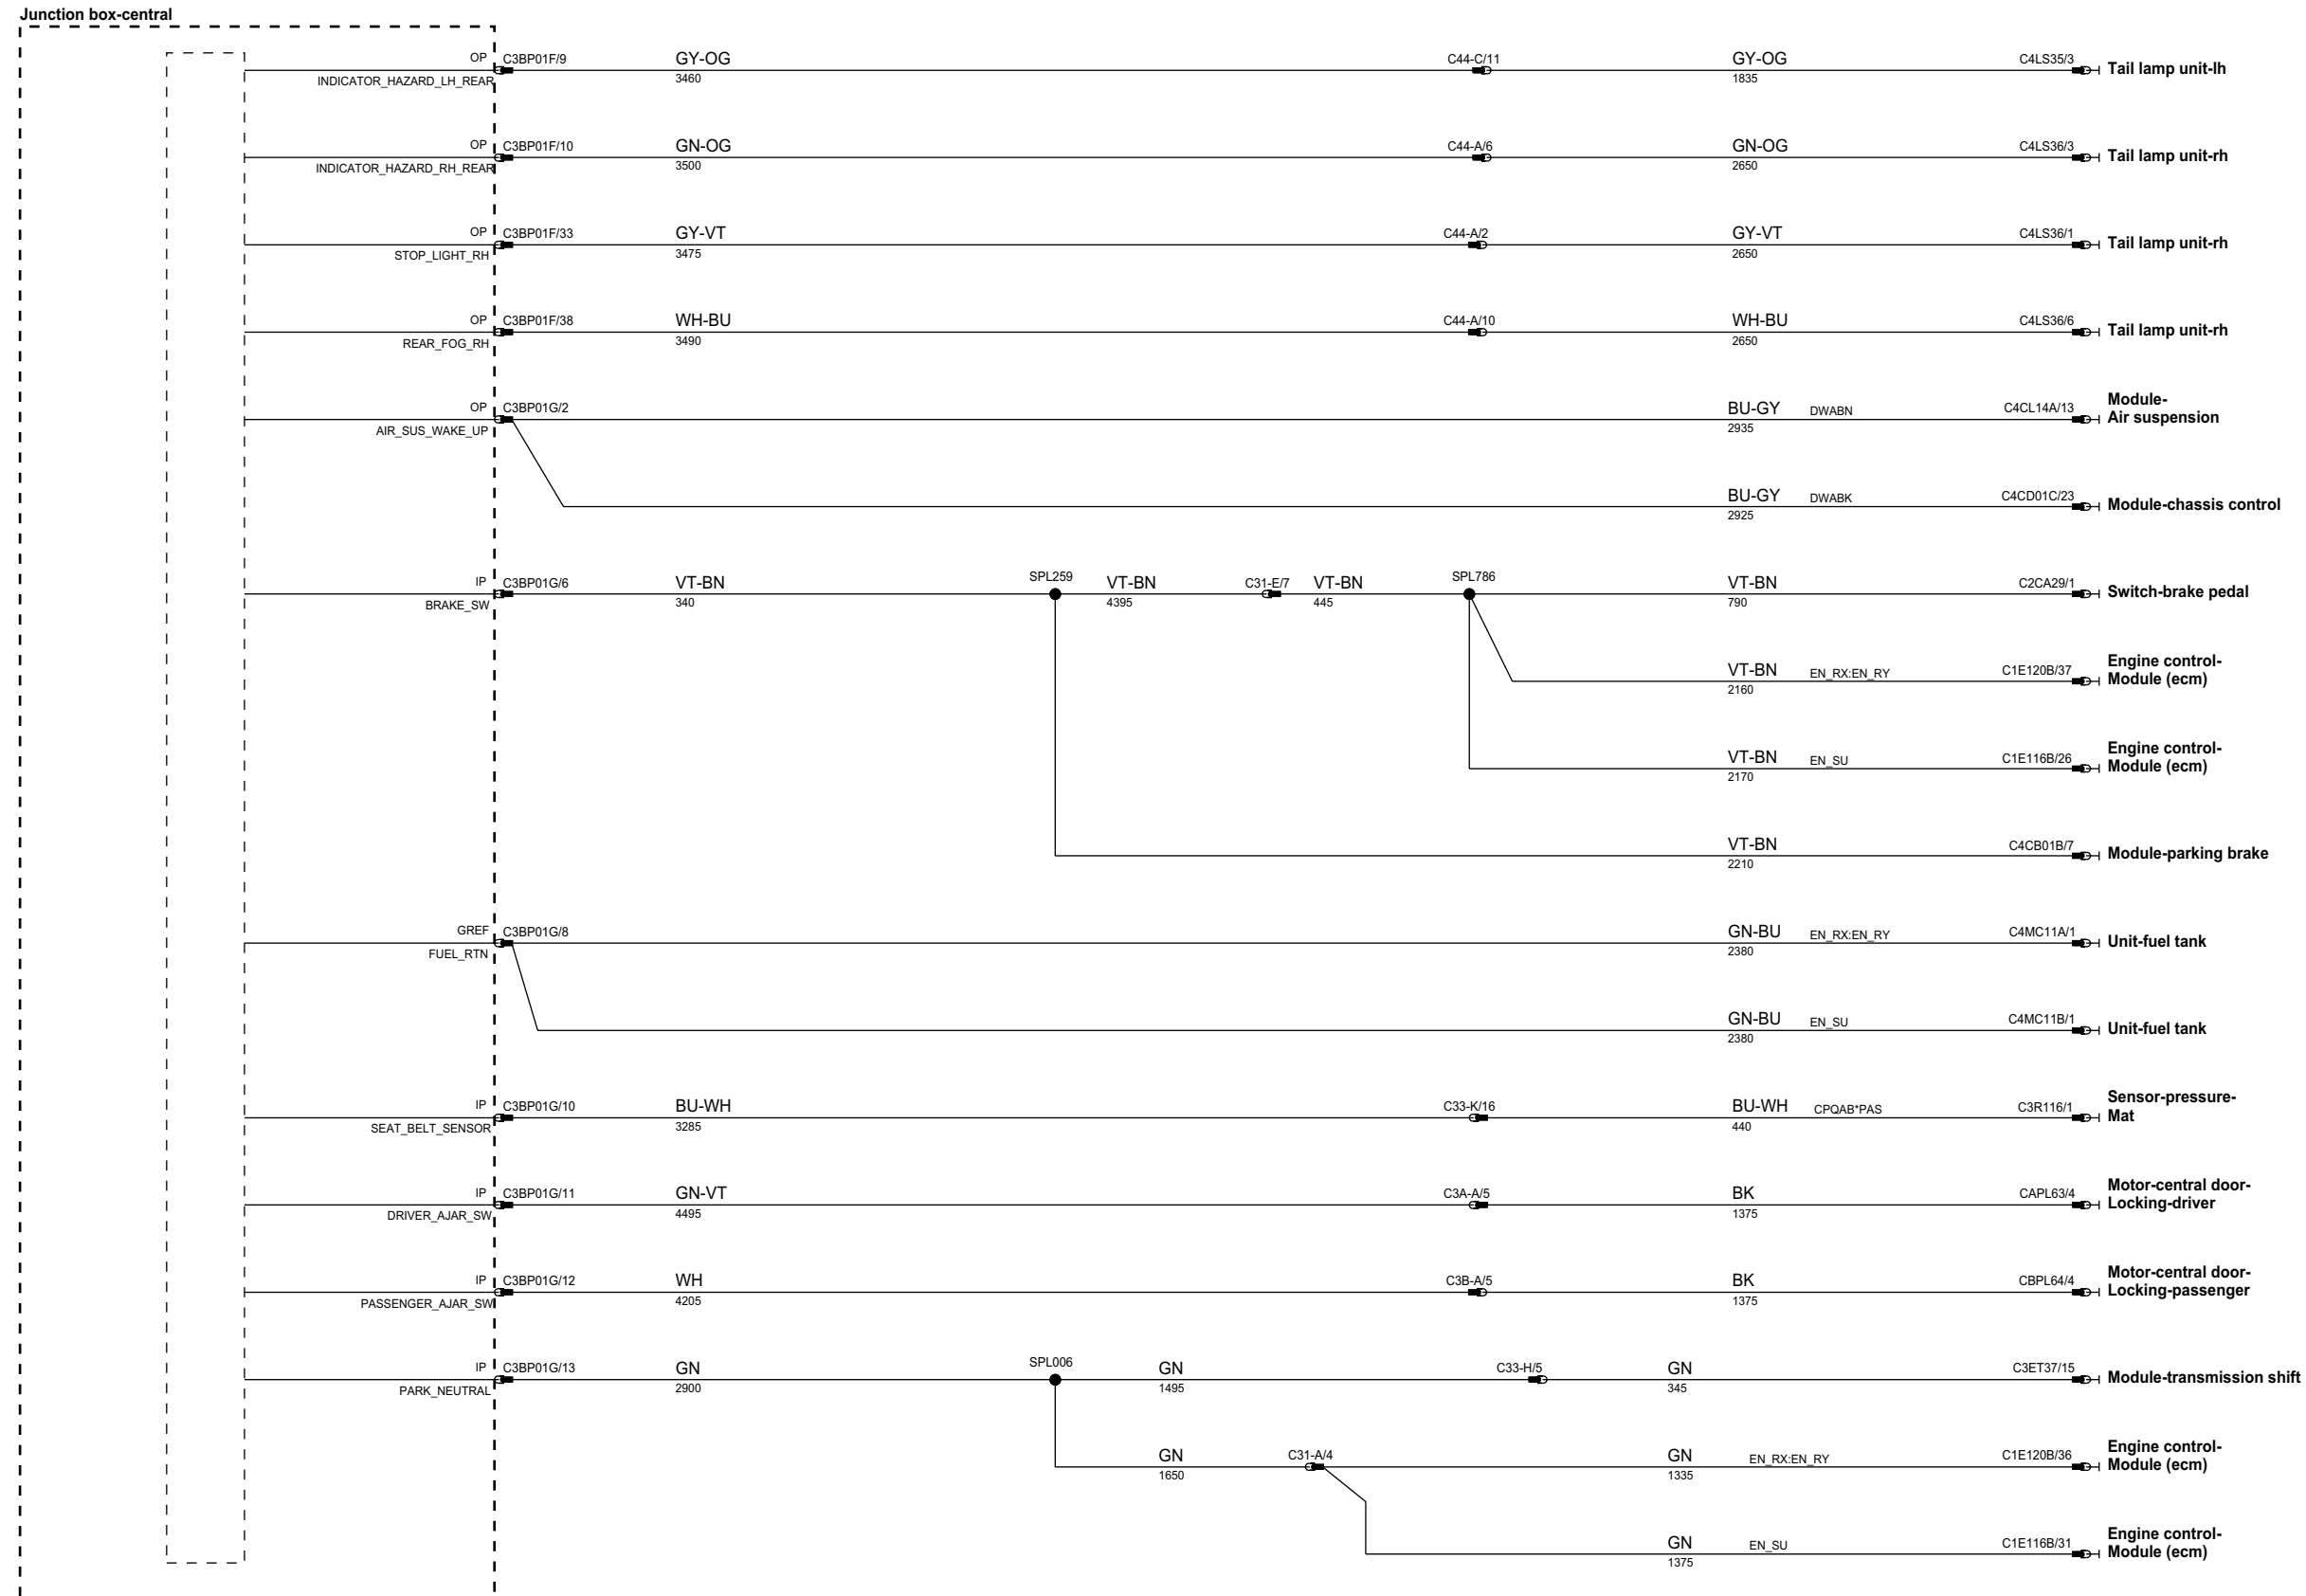 Junction box-central
OP C3BP01F/9 GY-OG C44-C/11 GY-OG C4LS35/3 Tail lamp unit-lh
INDICATOR_HAZARD_LH_REAR 3460 1835
OP C3BP01F/10 GN-OG C44-A/6 GN-OG C4LS36/3 Tail lamp unit-rh
INDICATOR_HAZARD_RH_REAR 3500 2650
OP C3BP01F/33 GY-VT C44-A/2 GY-VT C4LS36/1 Tail lamp unit-rh
STOP_LIGHT_RH 3475 2650
OP C3BP01F/38 WH-BU C44-A/10 WH-BU C4LS36/6 Tail lamp unit-rh
REAR_FOG_RH 3490 2650
Module-
OP C3BP01G/2 BU-GY DWABN C4CL14A/13 Air suspension
AIR_SUS_WAKE_UP 2935
BU-GY DWABK C4CD01C/23 Module-chassis control
2925
IP C3BP01G/6 VT-BN SPL259 VT-BN C31-E/7 VT-BN SPL786 VT-BN C2CA29/1 Switch-brake pedal
BRAKE_SW 340 4395 445 790
Engine control-
VT-BN EN_RX:EN_RY C1E120B/37 Module (ecm)
2160
Engine control-
VT-BN EN_SU C1E116B/26 Module (ecm)
2170
VT-BN C4CB01B/7 Module-parking brake
2210
GREF C3BP01G/8 GN-BU EN_RX:EN_RY C4MC11A/1 Unit-fuel tank
FUEL_RTN 2380
GN-BU EN_SU C4MC11B/1 Unit-fuel tank
2380
Sensor-pressure-
IP C3BP01G/10 BU-WH C33-K/16 BU-WH CPQAB*PAS C3R116/1 Mat
SEAT_BELT_SENSOR 3285 440
Motor-central door-
IP C3BP01G/11 GN-VT C3A-A/5 BK CAPL63/4 Locking-driver
DRIVER_AJAR_SW 4495 1375
Motor-central door-
IP C3BP01G/12 WH C3B-A/5 BK CBPL64/4 Locking-passenger
PASSENGER_AJAR_SW 4205 1375
IP C3BP01G/13 GN SPL006 GN C33-H/5 GN C3ET37/15 Module-transmission shift
PARK_NEUTRAL 2900 1495 345
Engine control-
GN C31-A/4 GN EN_RX:EN_RY C1E120B/36 Module (ecm)
1650 1335
Engine control-
GN EN_SU C1E116B/31 Module (ecm)
1375